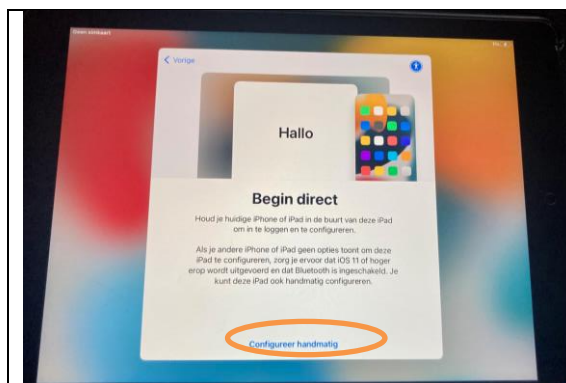 Geen simkaart
Vorige
Hallo
Begin direct
Houd je huidige iPhone of iPad in de buurt van deze iPad
om in te loggen en te configureren.
Als je andere iPhone of iPad geen opties toont om deze
iPad te configureren, zorg je ervoor dat iOS 11 of hoger
erop wordt uitgevoerd en dat Bluetooth is ingeschakeld. Je
kunt deze iPad ook handmatig configureren.
Configureer handmatig